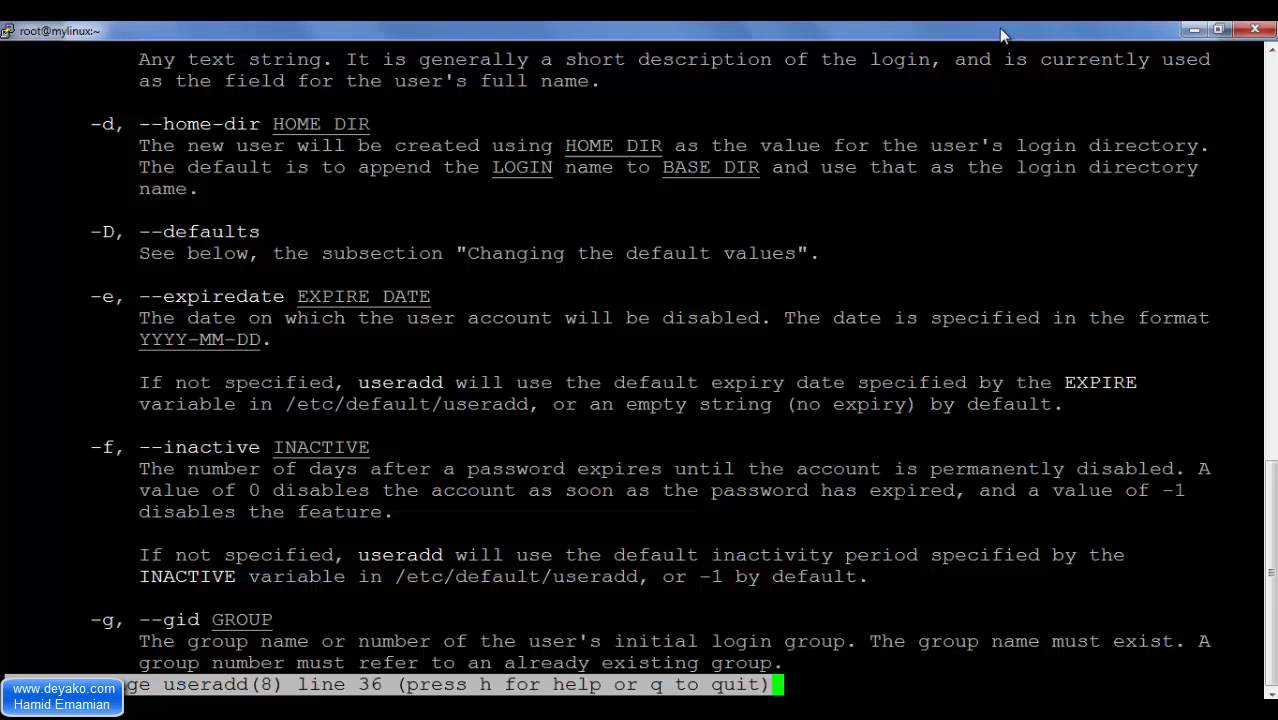 root@mylinux:~
Any text string. It is generally a short description of the login, and is currently used
as the field for the user's full name.
-d, --home-dir HOME_DIR
The new user will be created using HOME_DIR as the value for the user's login directory.
The default is to append the LOGIN name to BASE_DIR and use that as the login directory
name.
-D, --defaults
See below, the subsection "Changing the default values".
-e, --expiredate EXPIRE_DATE
The date on which the user account will be disabled. The date is specified in the format
YYYY-MM-DD.
If not specified, useradd will use the default expiry date specified by the EXPIRE
variable in /etc/default/useradd, or an empty string (no expiry) by default.
-f, --inactive INACTIVE
The number of days after a password expires until the account is permanently disabled. A
value of 0 disables the account as soon as the password has expired, and a value of -1
disables the feature.
If not specified, useradd will use the default inactivity period specified by the
INACTIVE variable in /etc/default/useradd, or -1 by default.
-g, --gid GROUP
The group name or number of the user's initial login group. The group name must exist. A
group number must refer to an already existing group.
ge useradd(8) line 36 (press h for help or q to quit)
www.deyako.com
Hamid Emamian